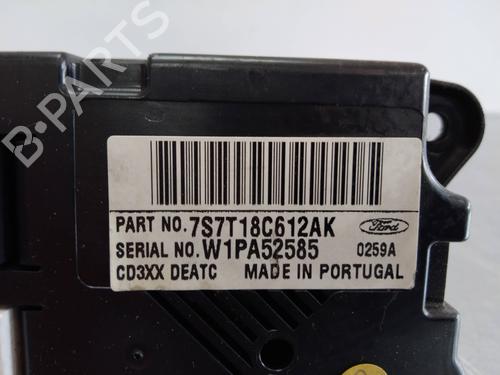 B-PARTS
PART NO. 7S7T18C612AK
Ford
SERIAL NO. W1PA52585 0259A
CD3XX DEATC MADE IN PORTUGAL